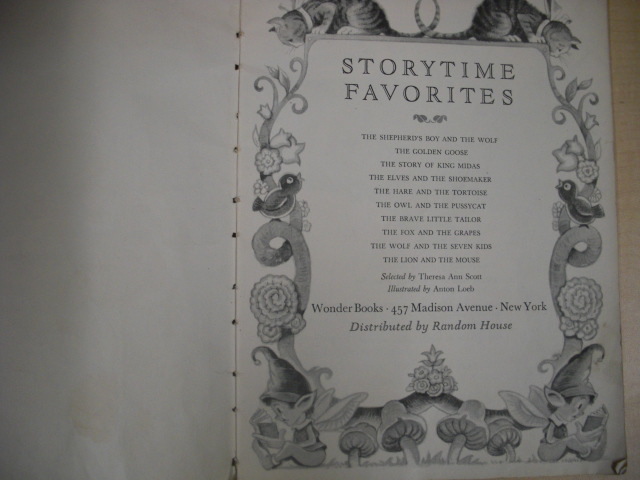 STORYTIME
FAVORITES
THE SHEPHERD'S BOY AND THE WOLF
THE GOLDEN GOOSE
THE STORY OF KING MIDAS
THE ELVES AND THE SHOEMAKER
THE HARE AND THE TORTOISE
THE OWL AND THE PUSSYCAT
THE BRAVE LITTLE TAILOR
THE FOX AND THE GRAPES
THE WOLF AND THE SEVEN KIDS
THE LION AND THE MOUSE
Selected by Theresa Ann Scott
Illustrated by Anton Loeb
Wonder Books · 457 Madison Avenue · New York
Distributed by Random House